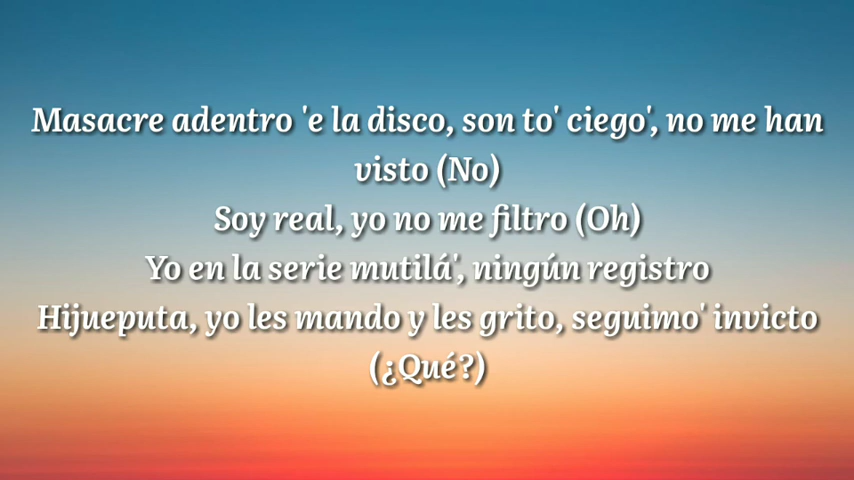 Masacre adentro 'e la disco, son to' ciego', no me han
visto (No)
Soy real, yo no me filtro (Oh)
Yo en la serie mutilá', ningún registro
Hijueputa, yo les mando y les grito, seguimo' invicto
(¿Qué?)